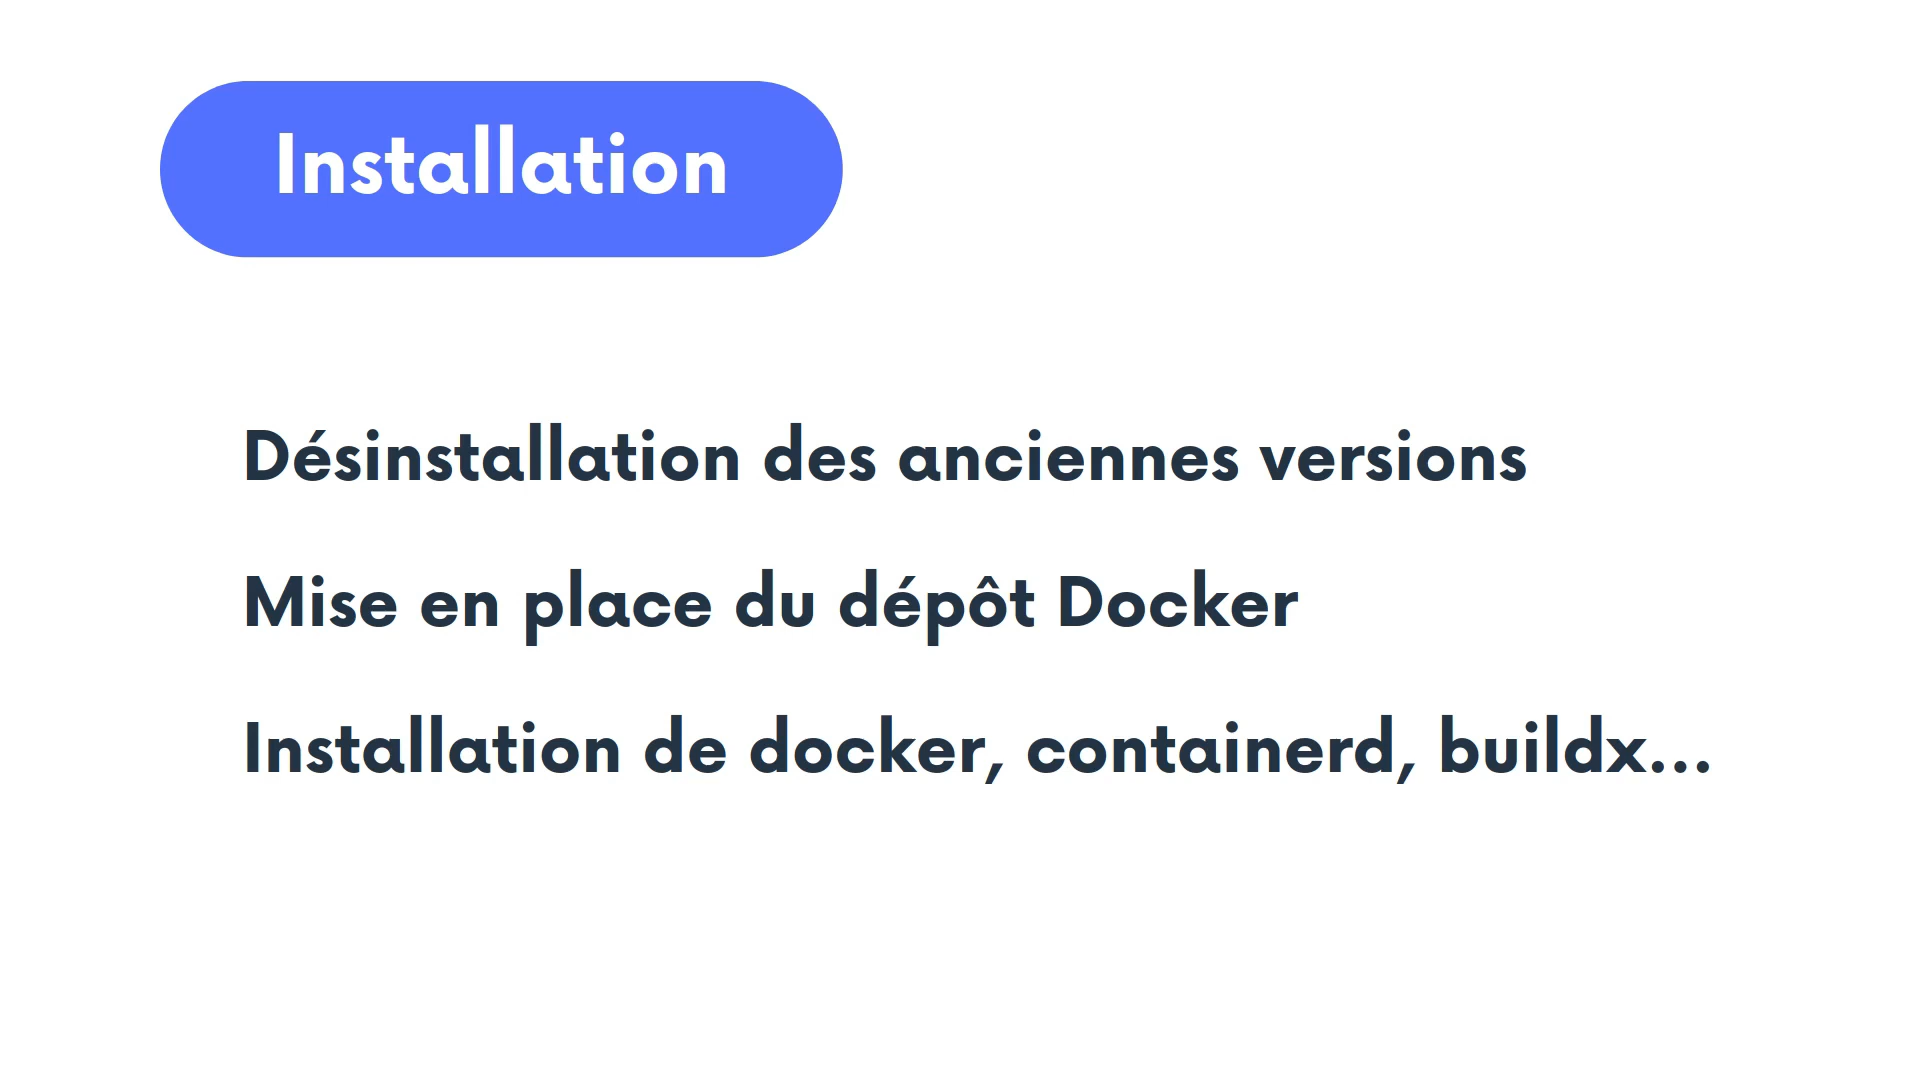 Installation
Désinstallation des anciennes versions
Mise en place du dépôt Docker
Installation de docker, containerd, buildx...